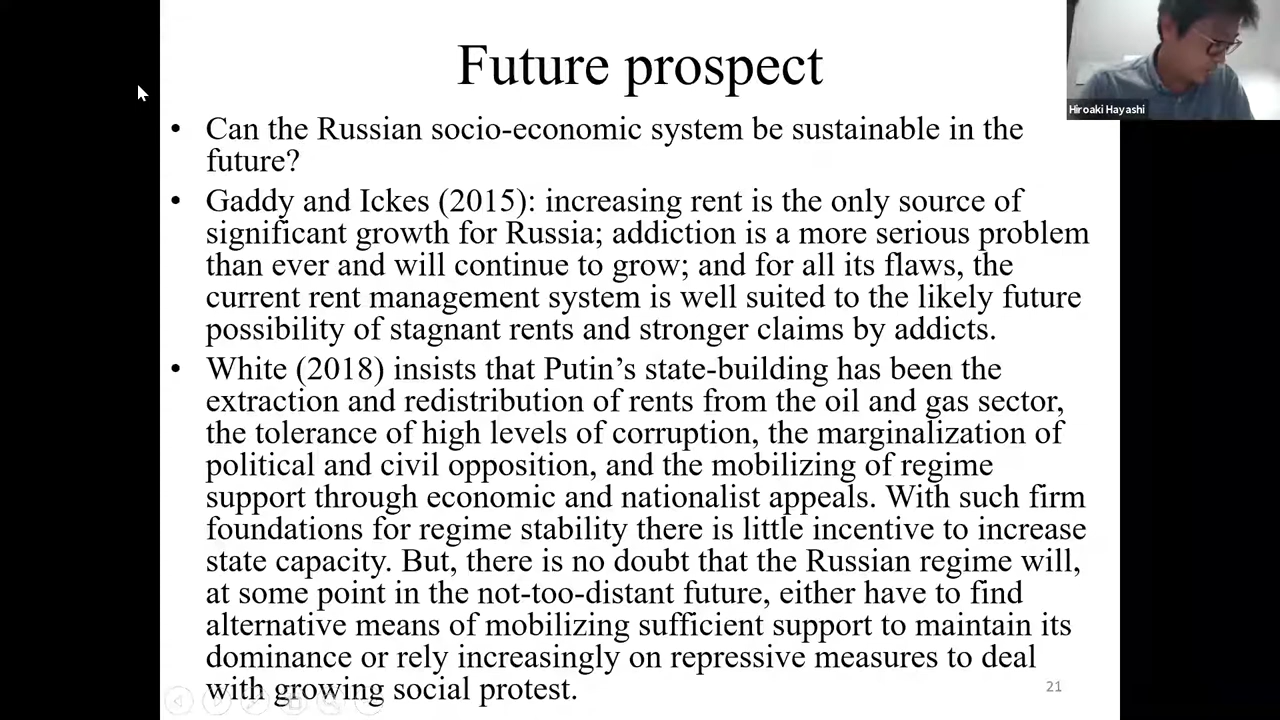 Future prospect
Hiroaki Hayashi
• Can the Russian socio-economic system be sustainable in the
future?
• Gaddy and Ickes (2015): increasing rent is the only source of
significant growth for Russia; addiction is a more serious problem
than ever and will continue to grow; and for all its flaws, the
current rent management system is well suited to the likely future
possibility of stagnant rents and stronger claims by addicts.
• White (2018) insists that Putin’s state-building has been the
extraction and redistribution of rents from the oil and gas sector,
the tolerance of high levels of corruption, the marginalization of
political and civil opposition, and the mobilizing of regime
support through economic and nationalist appeals. With such firm
foundations for regime stability there is little incentive to increase
state capacity. But, there is no doubt that the Russian regime will,
at some point in the not-too-distant future, either have to find
alternative means of mobilizing sufficient support to maintain its
dominance or rely increasingly on repressive measures to deal
with growing social protest.
21